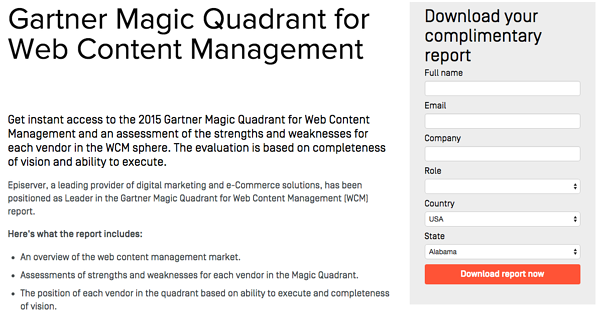 Gartner Magic Quadrant for
Web Content Management
Get instant access to the 2015 Gartner Magic Quadrant for Web Content
Management and an assessment of the strengths and weaknesses for
each vendor in the WCM sphere. The evaluation is based on completeness
of vision and ability to execute.
Episerver, a leading provider of digital marketing and e-Commerce solutions, has been
positioned as Leader in the Gartner Magic Quadrant for Web Content Management (WCM)
report.
Here's what the report includes:
• An overview of the web content management market.
• Assessments of strengths and weaknesses for each vendor in the Magic Quadrant.
• The position of each vendor in the quadrant based on ability to execute and completeness
of vision.
Download your
complimentary
report
Full name
Email
Company
Role
Country
USA
State
Alabama
Download report now